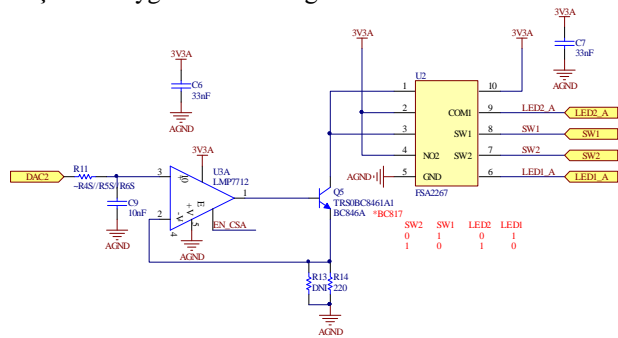 3V3A
C6
33nF
AGND
3V3A
3V3A
C7
33nF
AGND
U2
1
10
2
COM1
9
LED2_A
LED2_A
3
SW1
8
SW1
SW1
4
NO2
SW2
7
SW2
SW2
AGND
5
GND
6
LED1_A
LED1_A
FSA2267
DAC2
R11
~R4S//R5S//R6S
C9
10nF
AGND
3V3A
U3A
LMP7712
3
10
1
2
+V
-V
E
4
5
EN_CSA
AGND
Q5
TRS0BC8461A1
BC846A
*BC817
SW2 SW1 LED2 LED1
0 1 0 1
1 0 1 0
R13
DNI
R14
220
AGND